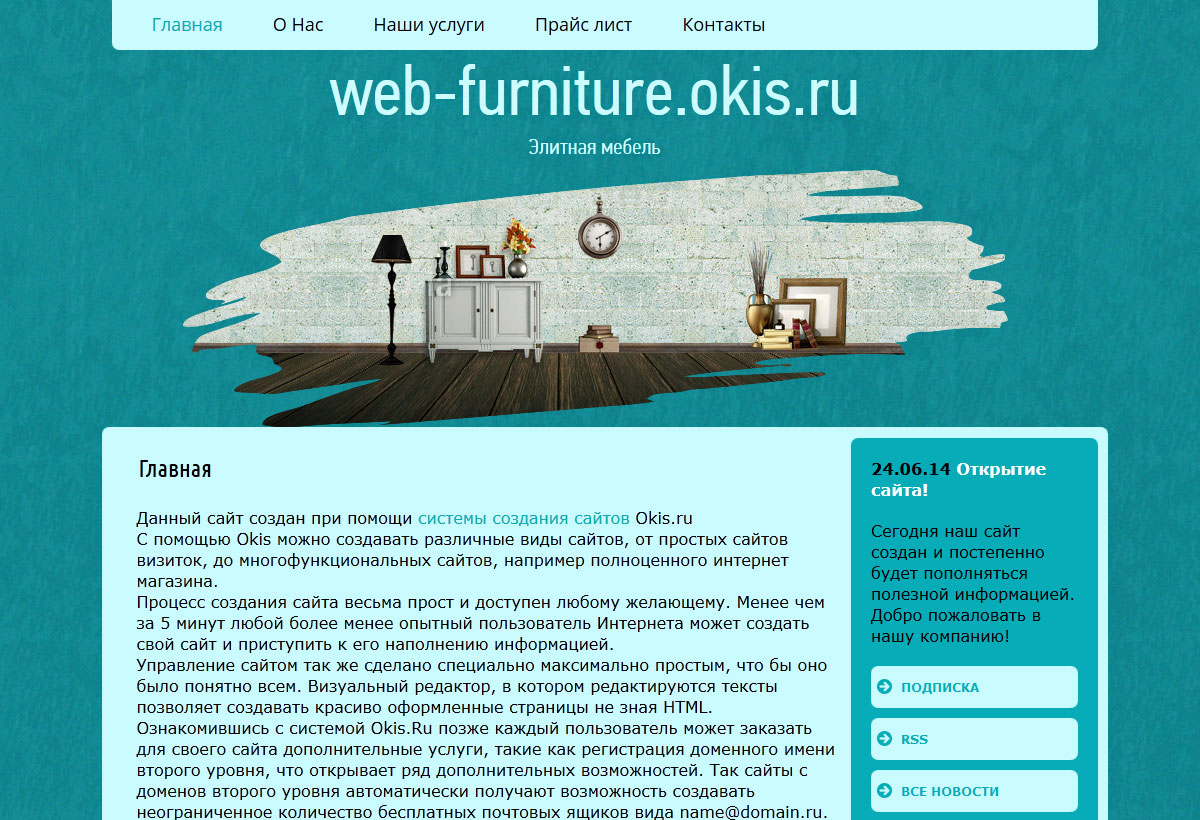 Главная О Нас Наши услуги Прайс лист Контакты
web-furniture.okis.ru
Элитная мебель
Главная
Данный сайт создан при помощи системы создания сайтов Okis.ru
С помощью Okis можно создавать различные виды сайтов, от простых сайтов
визиток, до многофункциональных сайтов, например полноценного интернет
магазина.
Процесс создания сайта весьма прост и доступен любому желающему. Менее чем
за 5 минут любой более менее опытный пользователь Интернета может создать
свой сайт и приступить к его наполнению информацией.
Управление сайтом так же сделано специально максимально простым, что бы оно
было понятно всем. Визуальный редактор, в котором редактируются тексты
позволяет создавать красиво оформленные страницы не зная HTML.
Ознакомившись с системой Okis.Ru позже каждый пользователь может заказать
для своего сайта дополнительные услуги, такие как регистрация доменного имени
второго уровня, что открывает ряд дополнительных возможностей. Так сайты с
доменов второго уровня автоматически получают возможность создавать
неограниченное количество бесплатных почтовых ящиков вида name@domain.ru.
24.06.14 Открытие
сайта!
Сегодня наш сайт
создан и постепенно
будет пополняться
полезной информацией.
Добро пожаловать в
нашу компанию!
ПОДПИСКА
RSS
ВСЕ НОВОСТИ